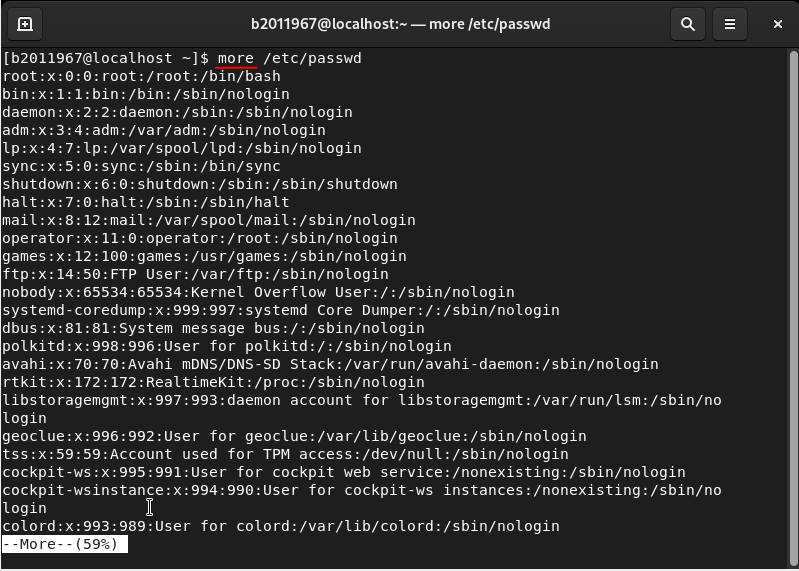 b2011967@localhost:~ — more /etc/passwd
[b2011967@localhost ~]$ more /etc/passwd
root:x:0:0:root:/root:/bin/bash
bin:x:1:1:bin:/bin:/sbin/nologin
daemon:x:2:2:daemon:/sbin:/sbin/nologin
adm:x:3:4:adm:/var/adm:/sbin/nologin
lp:x:4:7:lp:/var/spool/lpd:/sbin/nologin
sync:x:5:0:sync:/sbin:/bin/sync
shutdown:x:6:0:shutdown:/sbin:/sbin/shutdown
halt:x:7:0:halt:/sbin:/sbin/halt
mail:x:8:12:mail:/var/spool/mail:/sbin/nologin
operator:x:11:0:operator:/root:/sbin/nologin
games:x:12:100:games:/usr/games:/sbin/nologin
ftp:x:14:50:FTP User:/var/ftp:/sbin/nologin
nobody:x:65534:65534:Kernel Overflow User:/:/sbin/nologin
systemd-coredump:x:999:997:systemd Core Dumper:/:/sbin/nologin
dbus:x:81:81:System message bus:/:/sbin/nologin
polkitd:x:998:996:User for polkitd:/:/sbin/nologin
avahi:x:70:70:Avahi mDNS/DNS-SD Stack:/var/run/avahi-daemon:/sbin/nologin
rtkit:x:172:172:RealtimeKit:/proc:/sbin/nologin
libstoragemgmt:x:997:993:daemon account for libstoragemgmt:/var/run/lsm:/sbin/no
login
geoclue:x:996:992:User for geoclue:/var/lib/geoclue:/sbin/nologin
tss:x:59:59:Account used for TPM access:/dev/null:/sbin/nologin
cockpit-ws:x:995:991:User for cockpit web service:/nonexisting:/sbin/nologin
cockpit-wsinstance:x:994:990:User for cockpit-ws instances:/nonexisting:/sbin/no
login
colord:x:993:989:User for colord:/var/lib/colord:/sbin/nologin
--More--(59%)